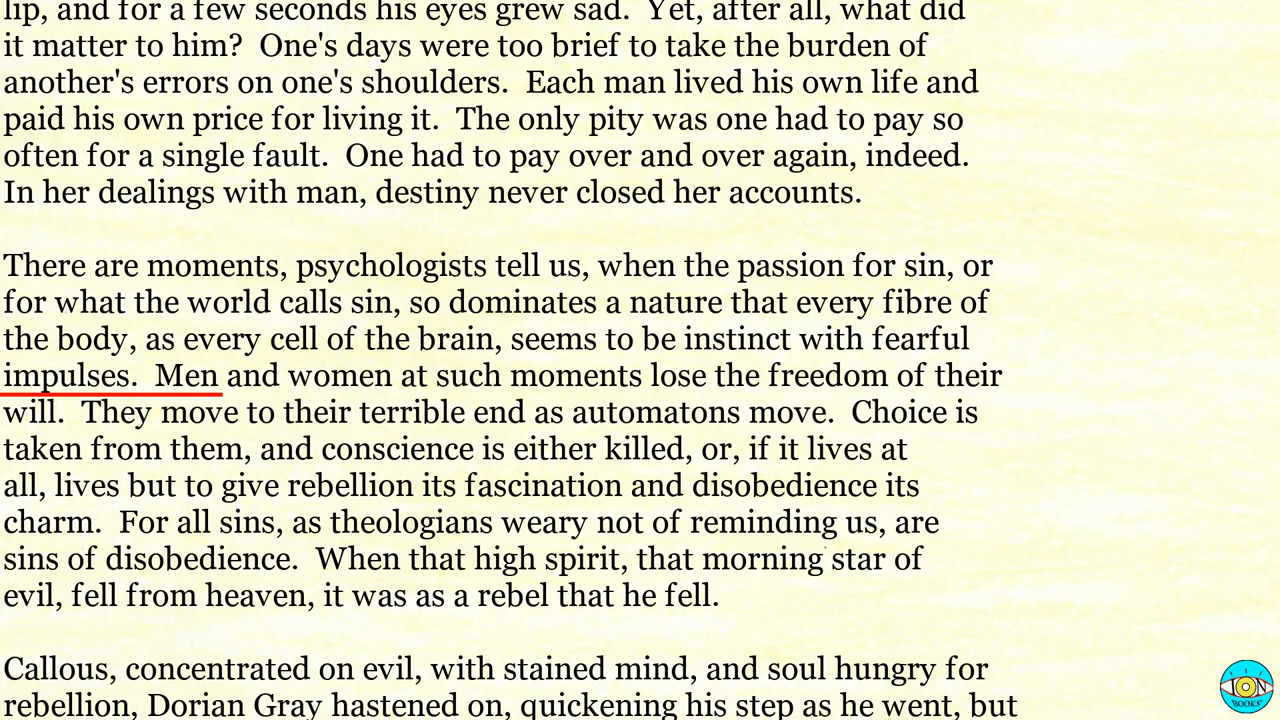 lip, and for a few seconds his eyes grew sad.  Yet, after all, what did
it matter to him?  One's days were too brief to take the burden of
another's errors on one's shoulders.  Each man lived his own life and
paid his own price for living it.  The only pity was one had to pay so
often for a single fault.  One had to pay over and over again, indeed.
In her dealings with man, destiny never closed her accounts.
There are moments, psychologists tell us, when the passion for sin, or
for what the world calls sin, so dominates a nature that every fibre of
the body, as every cell of the brain, seems to be instinct with fearful
impulses.  Men and women at such moments lose the freedom of their
will.  They move to their terrible end as automatons move.  Choice is
taken from them, and conscience is either killed, or, if it lives at
all, lives but to give rebellion its fascination and disobedience its
charm.  For all sins, as theologians weary not of reminding us, are
sins of disobedience.  When that high spirit, that morning star of
evil, fell from heaven, it was as a rebel that he fell.
Callous, concentrated on evil, with stained mind, and soul hungry for
rebellion, Dorian Gray hastened on, quickening his step as he went, but
ION
BOOKS